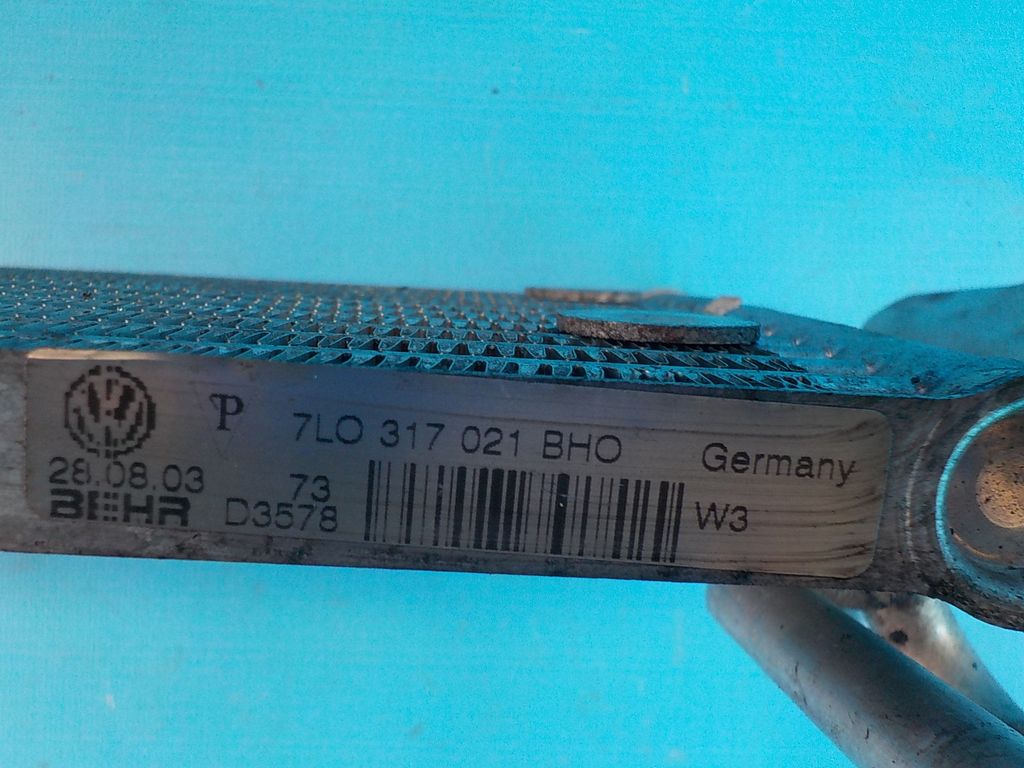 P 7LO 317 021 BHO Germany
28.08.03 73
BEHR D3578 W3